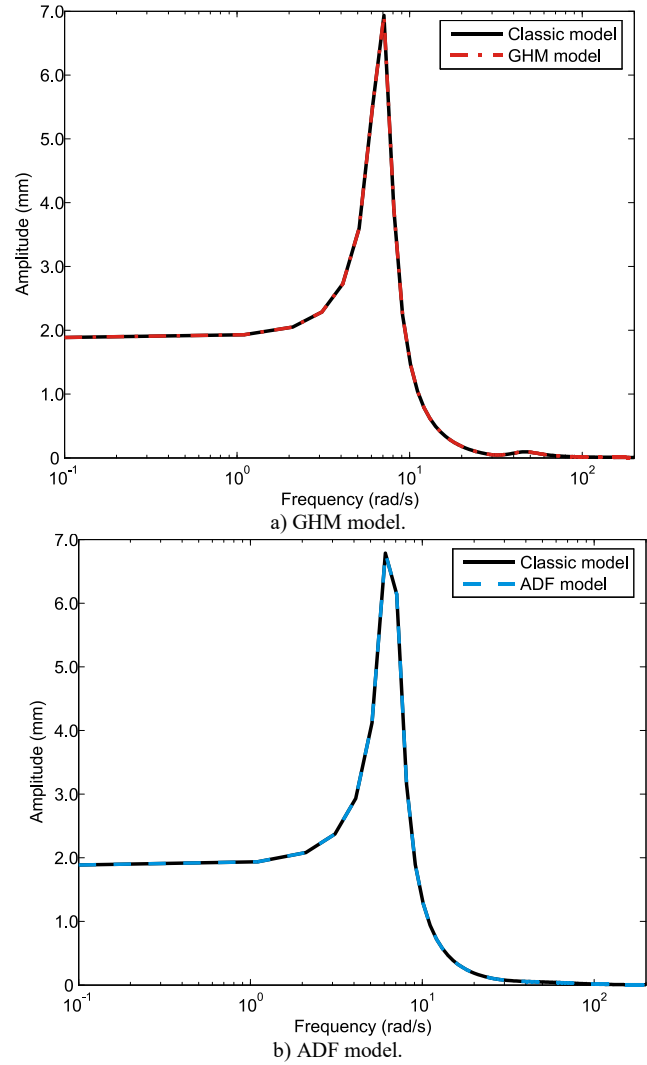 7.0
6.0
5.0
4.0
3.0
2.0
1.0
0
Amplitude (mm)
Classic model
GHM model
10^-1
10^0
10^1
10^2
Frequency (rad/s)
a) GHM model.
7.0
6.0
5.0
4.0
3.0
2.0
1.0
0
Amplitude (mm)
Classic model
ADF model
10^-1
10^0
10^1
10^2
Frequency (rad/s)
b) ADF model.